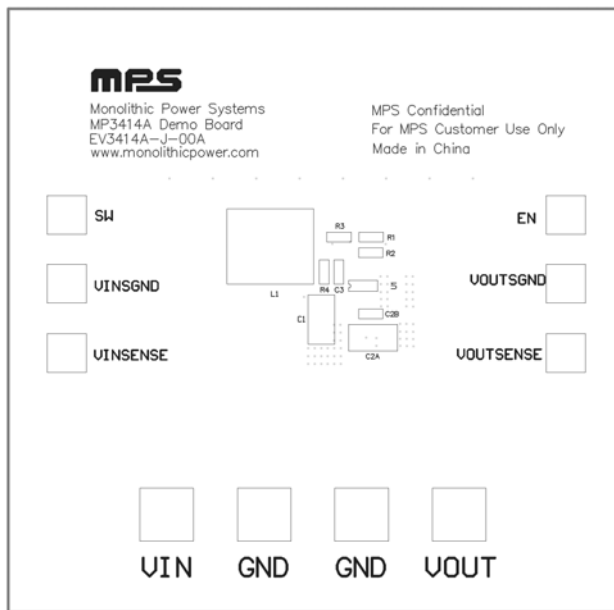 MPS
Monolithic Power Systems
MP3414A Demo Board
EV3414A-J-00A
www.monolithicpower.com
MPS Confidential
For MPS Customer Use Only
Made in China
SW
VINSGND
VINSENSE
R3
R1
R2
L1
R4
C3
U1
C1
C2B
C2A
EN
VOUTSGND
VOUTSENSE
VIN
GND
GND
VOUT